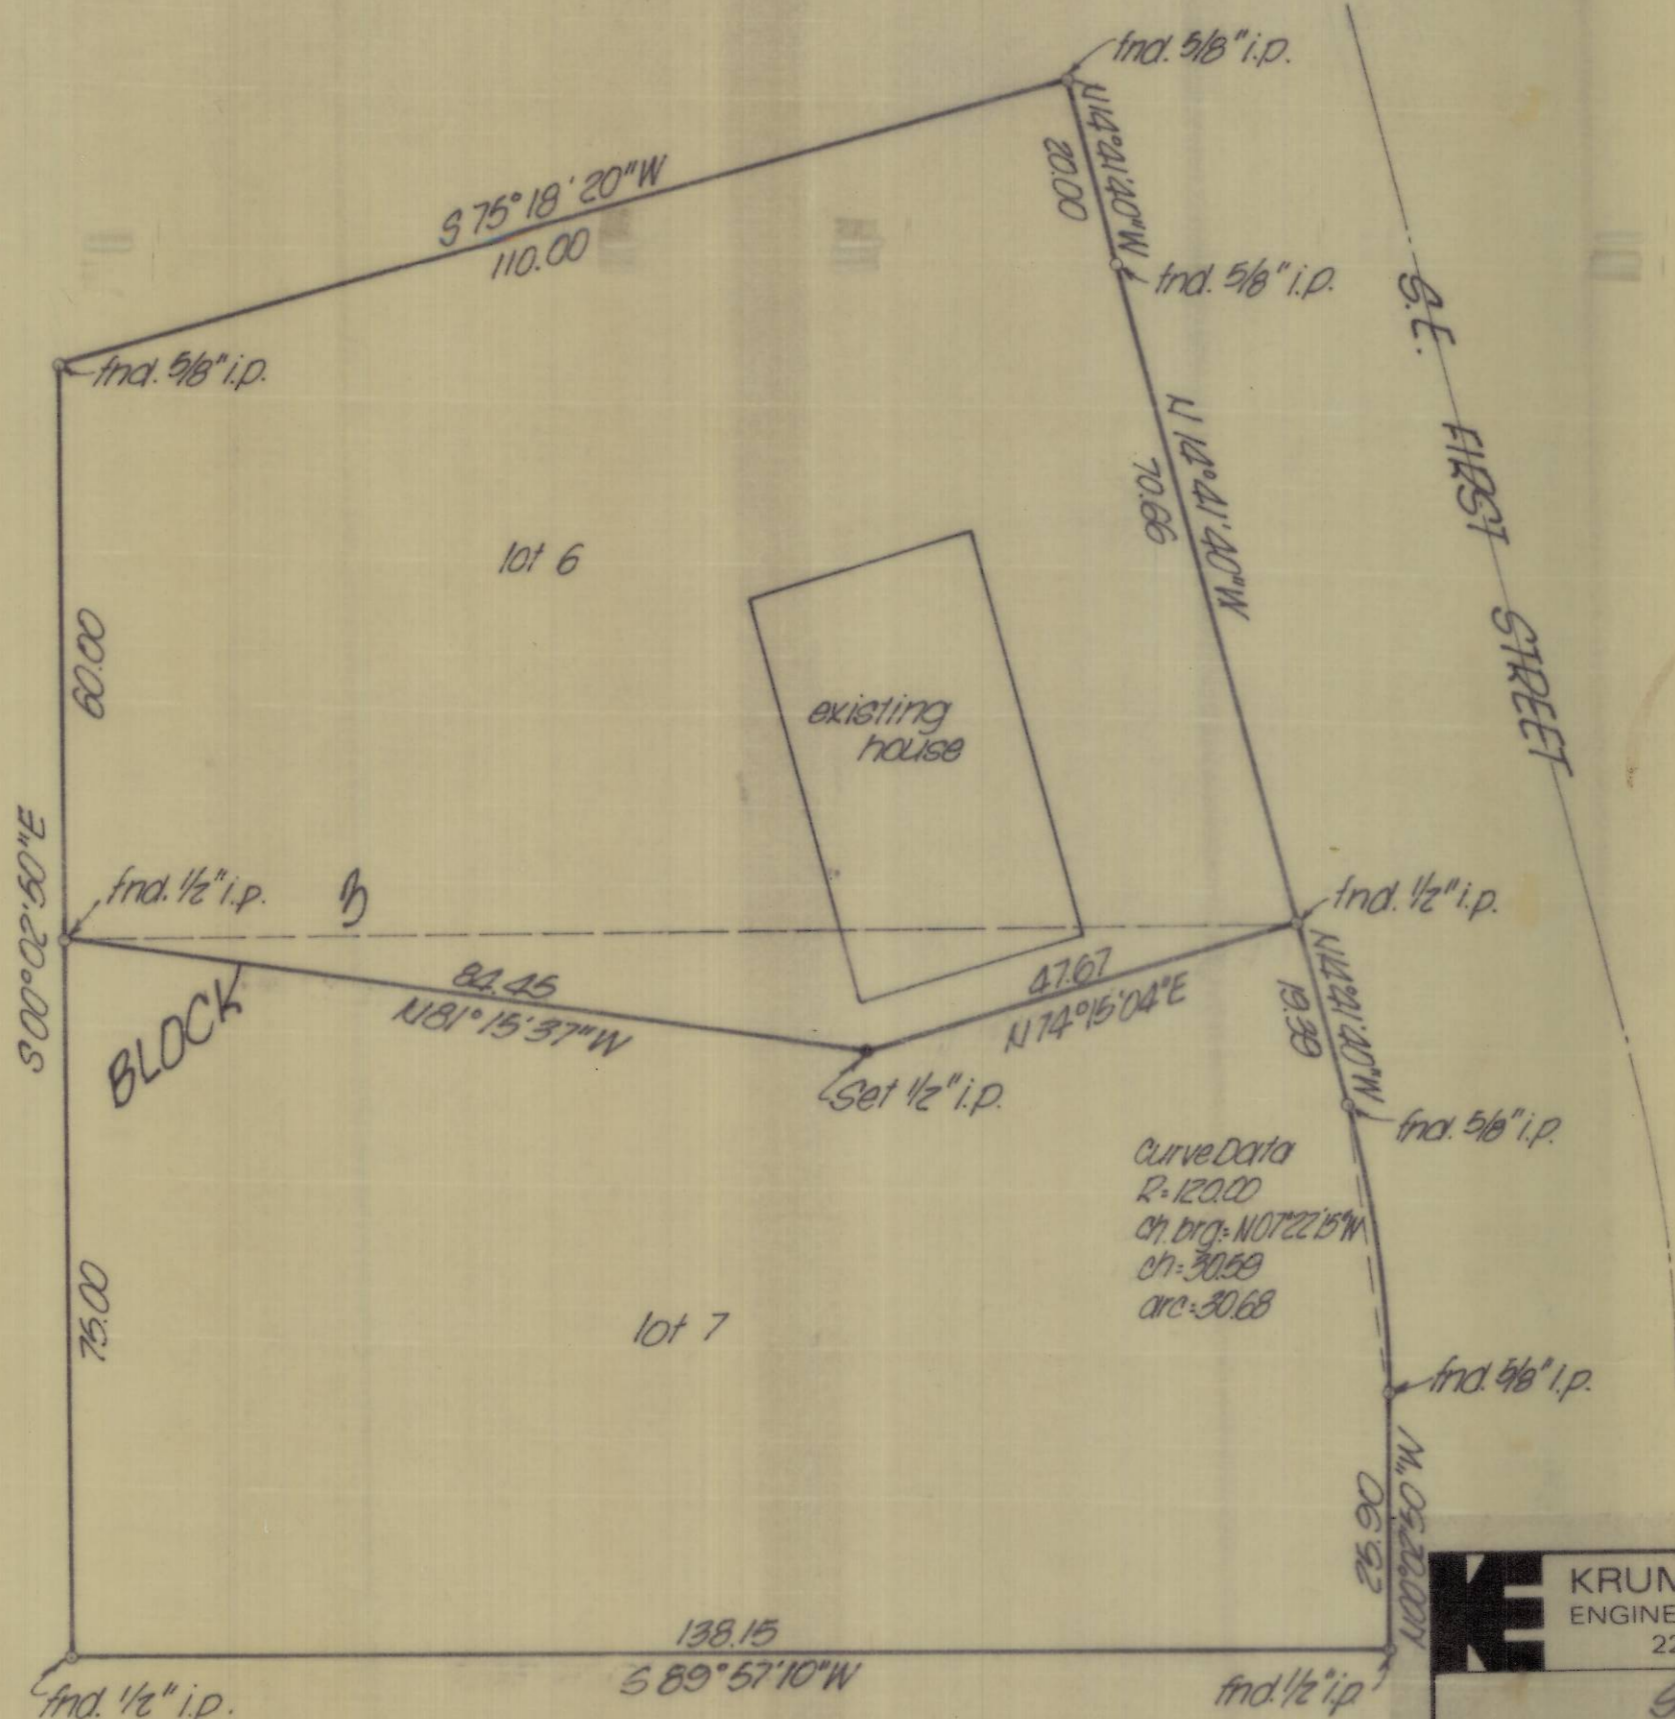 fnd. 5/8" i.p.
N14°41'40"W
20.00
S 75° 18' 20" W
110.00
fnd. 5/8" i.p.
S.E. FIRST STREET
fnd. 5/8" i.p.
N 14° 41' 40" W
70.66
lot 6
60.00
existing
house
S 00°02'50"E
fnd. 1/2" i.p.
3
fnd. 1/2" i.p.
BLOCK
84.45
N81° 15' 37" W
47.67
N 74° 15' 04" E
N14°41'40"W
19.39
Set 1/2" i.p.
fnd. 5/8" i.p.
Curve Data
R=120.00
ch. brg.= N07°22'15"W
ch=30.59
arc=30.68
75.00
lot 7
fnd. 5/8" i.p.
N00°02'50"W
25.90
138.15
S 89° 57' 10" W
fnd. 1/2" i.p.
fnd. 1/2" i.p.
KE
ENGINE
22